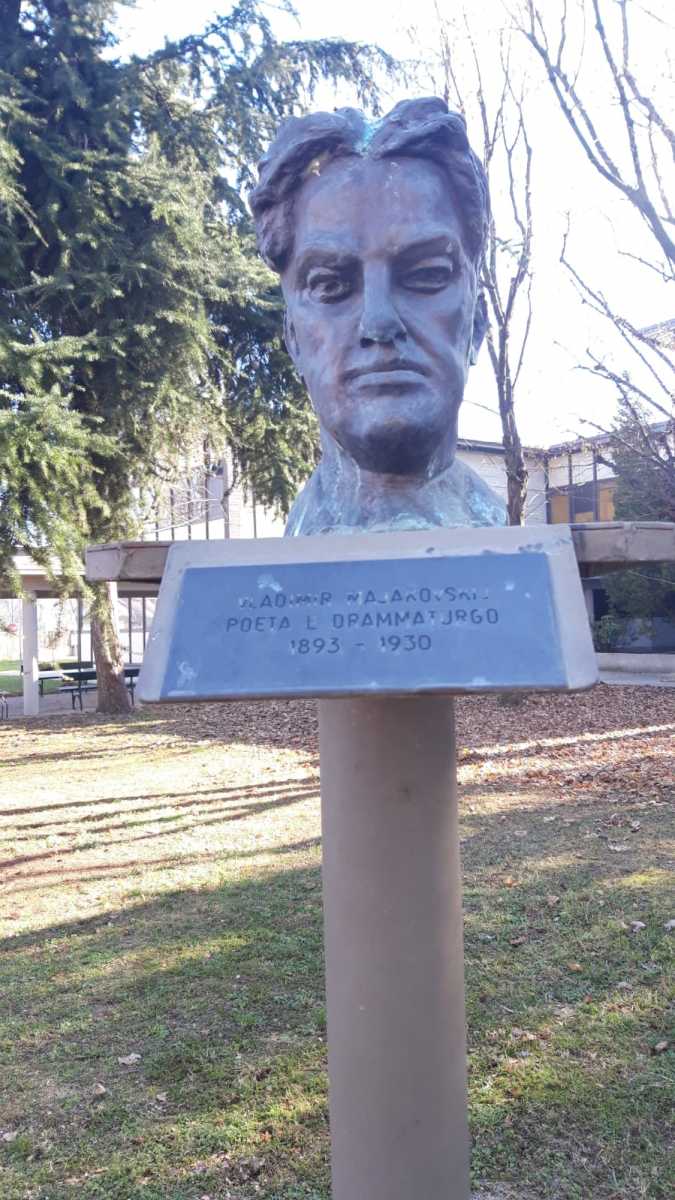 VLADIMIR MAJAKOVSKIJ
POETA E DRAMMATURGO
1893 - 1930